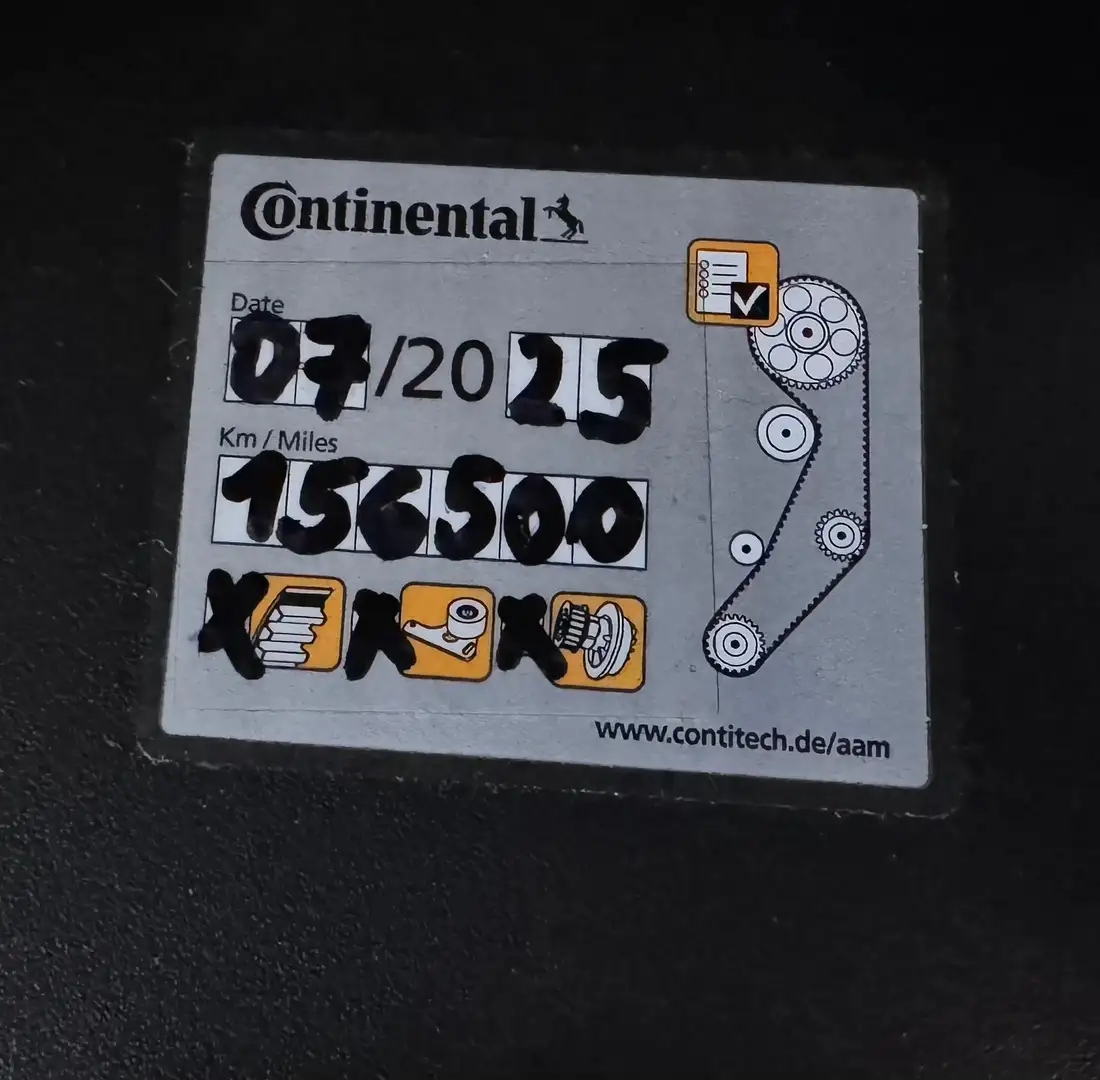 Continental
Date
07/2025
Km / Miles
156500
X X X
www.contitech.de/aam